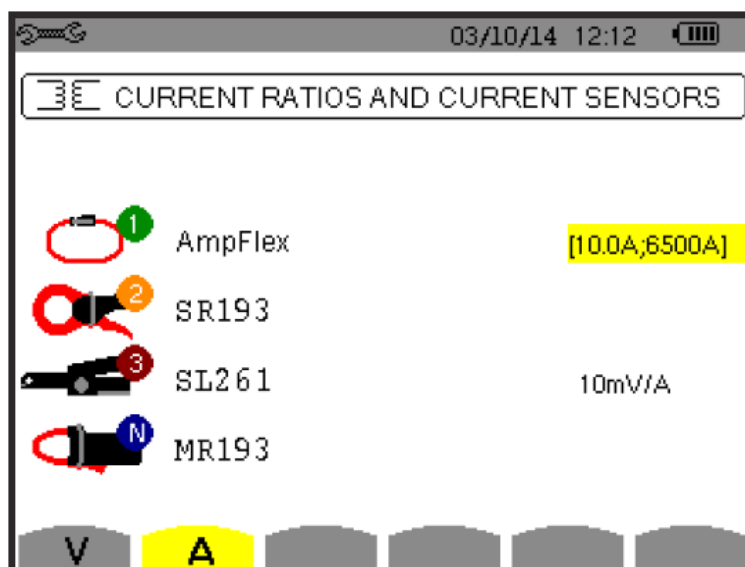 03/10/14 12:12
CURRENT RATIOS AND CURRENT SENSORS
1 AmpFlex [10.0A;6500A]
2 SR193
3 SL261 10mV/A
N MR193
V A